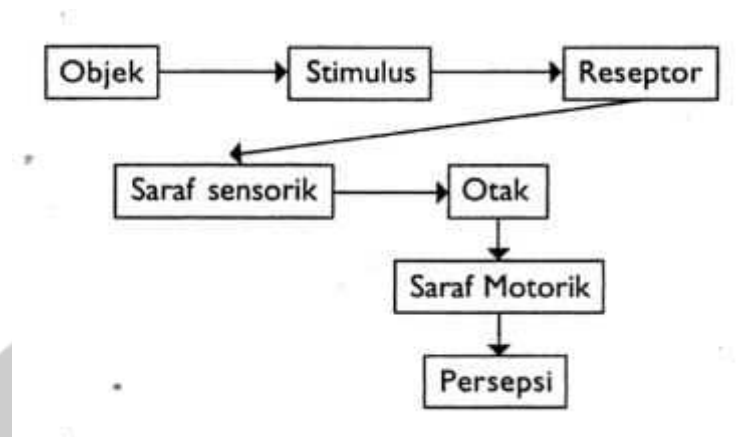 Objek
Stimulus
Reseptor
Saraf sensorik
Otak
Saraf Motorik
Persepsi